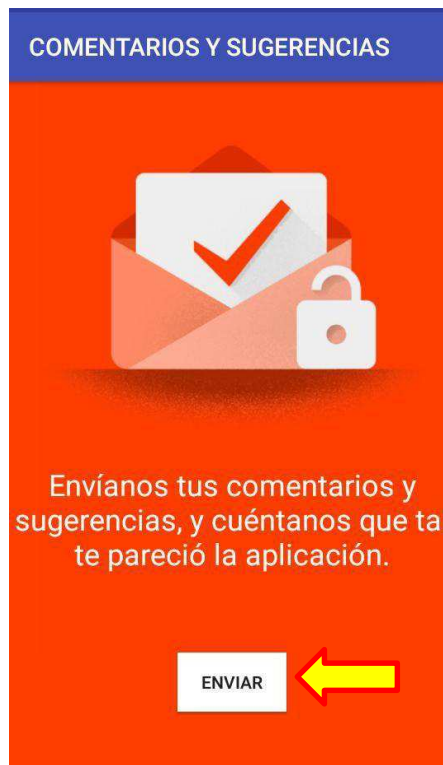 COMENTARIOS Y SUGERENCIAS
Envíanos tus comentarios y
sugerencias, y cuéntanos que ta
te pareció la aplicación.
ENVIAR